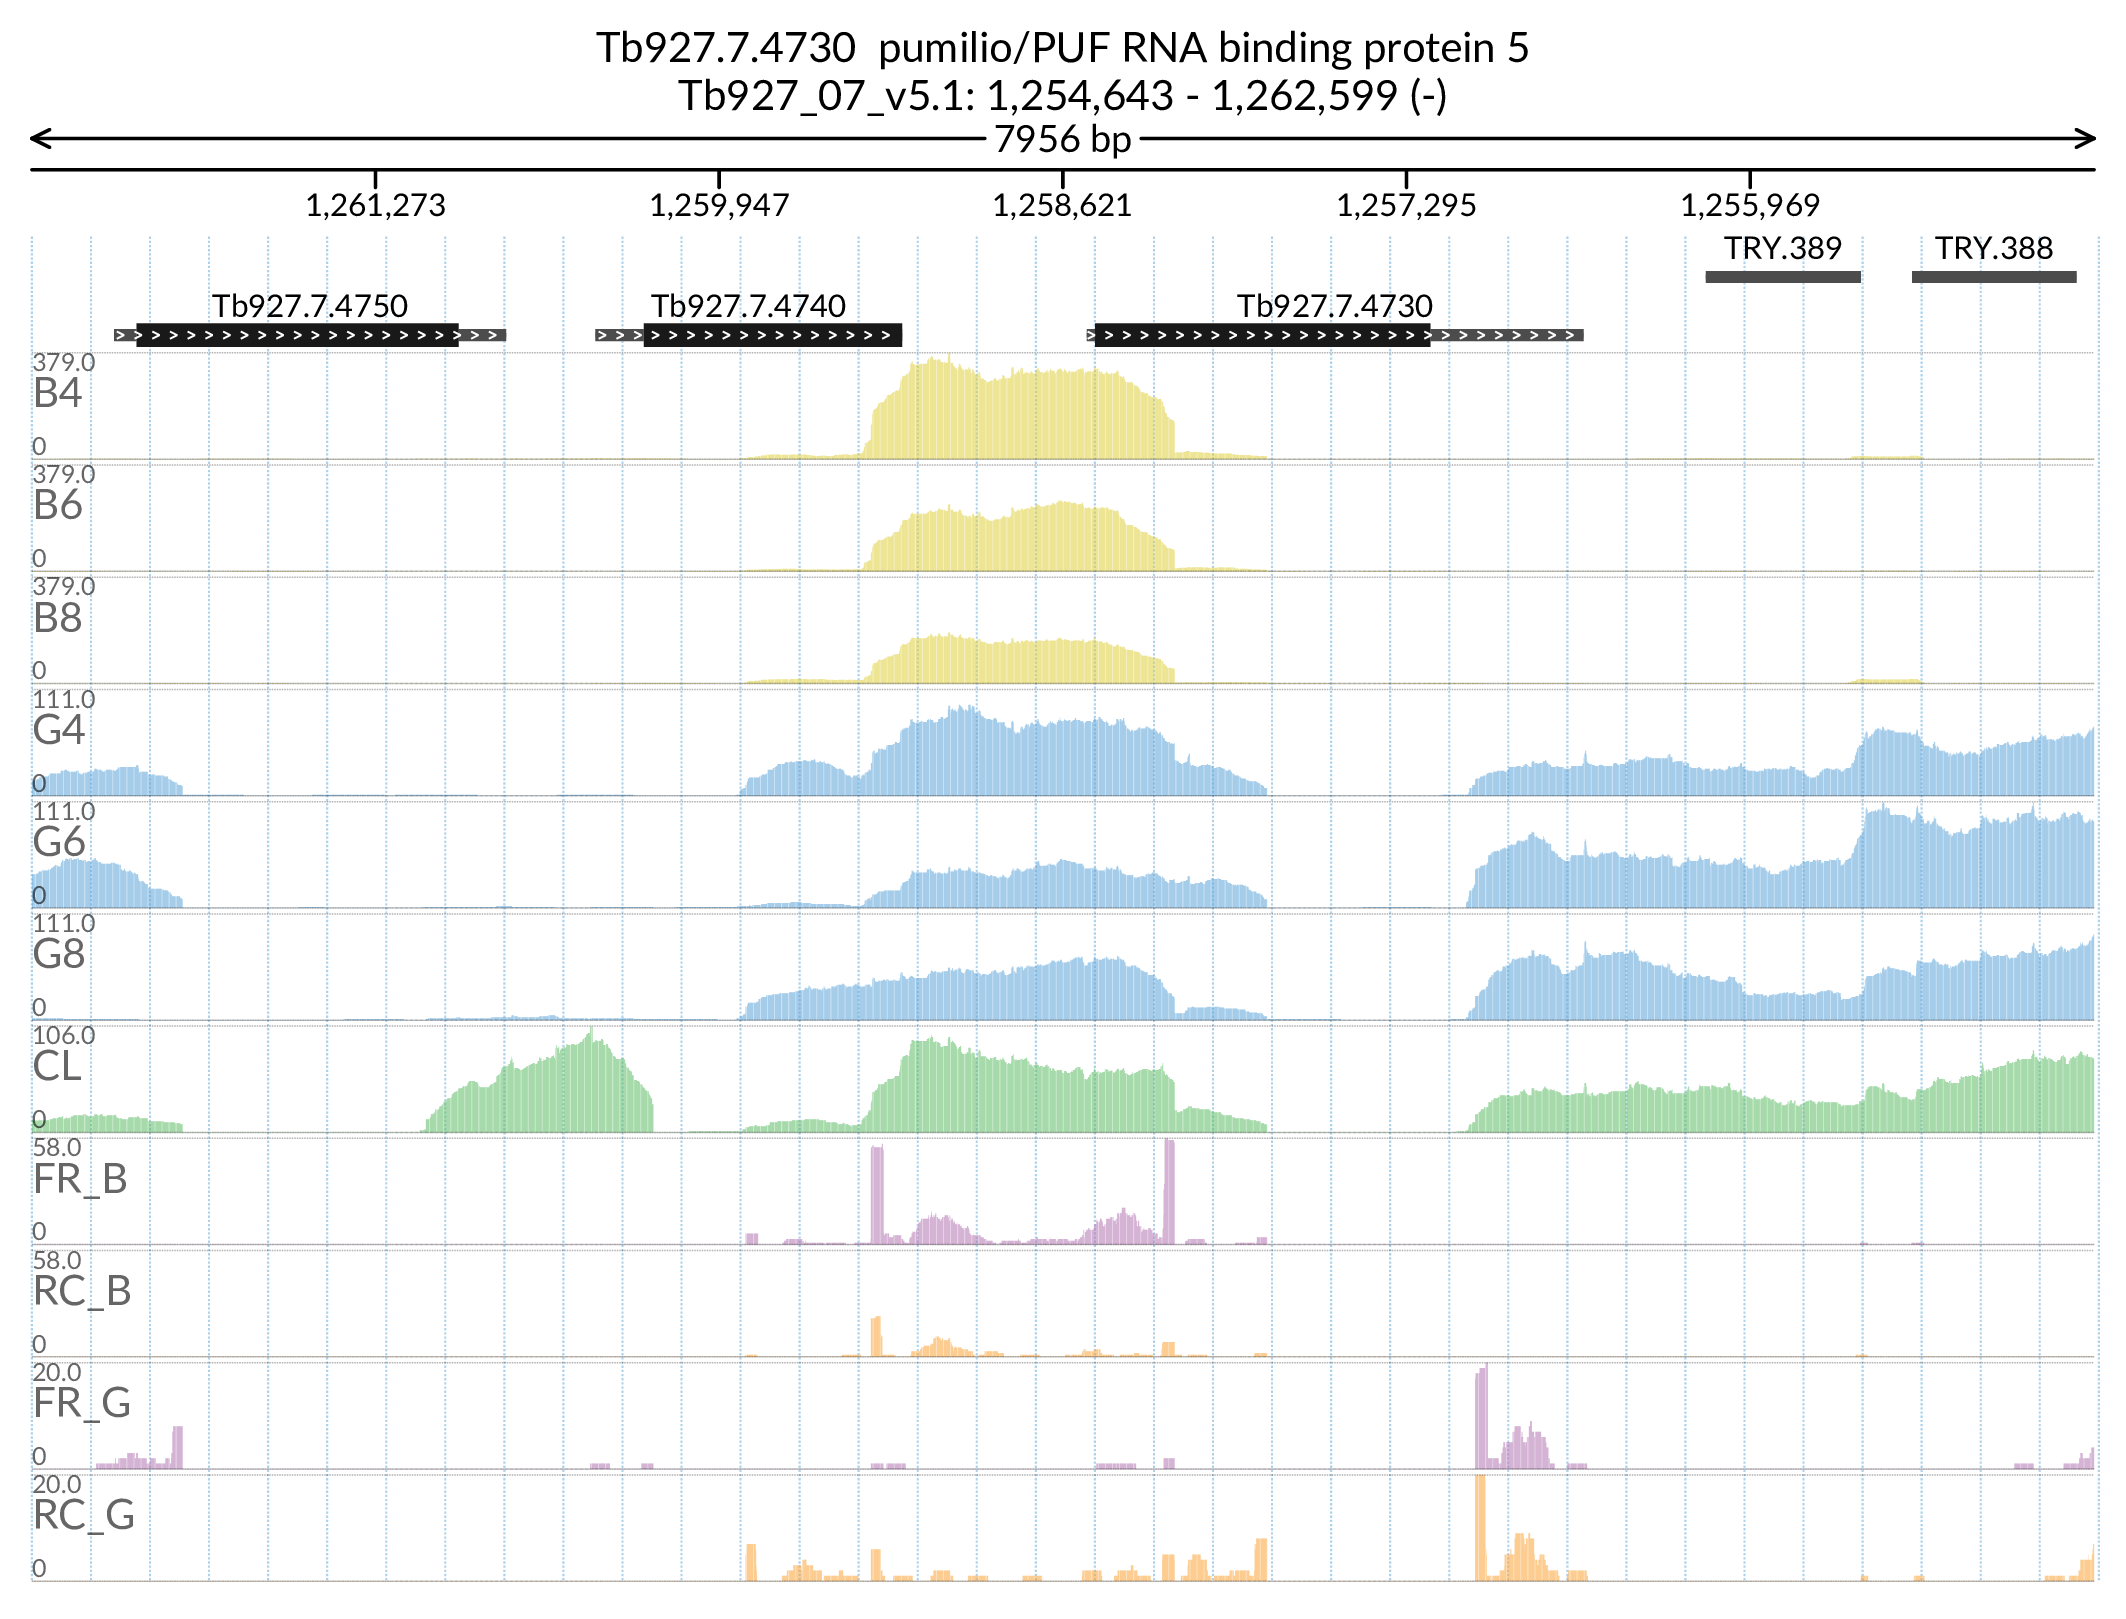 Tb927.7.4730 pumilio/PUF RNA binding protein 5
Tb927_07_v5.1: 1,254,643 - 1,262,599 (-)
7956 bp
1,261,273 1,259,947 1,258,621 1,257,295 1,255,969
TRY.389 TRY.388
Tb927.7.4750 Tb927.7.4740 Tb927.7.4730
379.0
B4
0
379.0
B6
0
379.0
B8
0
111.0
G4
0
111.0
G6
0
111.0
G8
0
106.0
CL
0
58.0
FR_B
0
58.0
RC_B
0
20.0
FR_G
0
20.0
RC_G
0